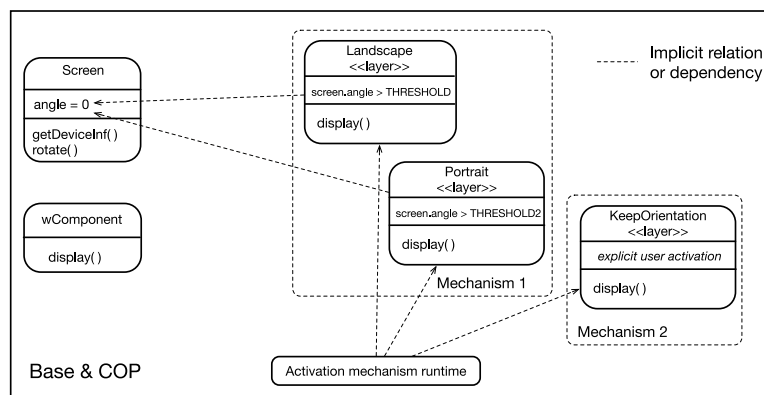 Screen
angle = 0
getDeviceInf( )
rotate( )
wComponent
display( )
Landscape
<<layer>>
screen.angle > THRESHOLD
display( )
Portrait
<<layer>>
screen.angle > THRESHOLD2
display( )
Mechanism 1
Implicit relation
or dependency
KeepOrientation
<<layer>>
explicit user activation
display( )
Mechanism 2
Activation mechanism runtime
Base & COP